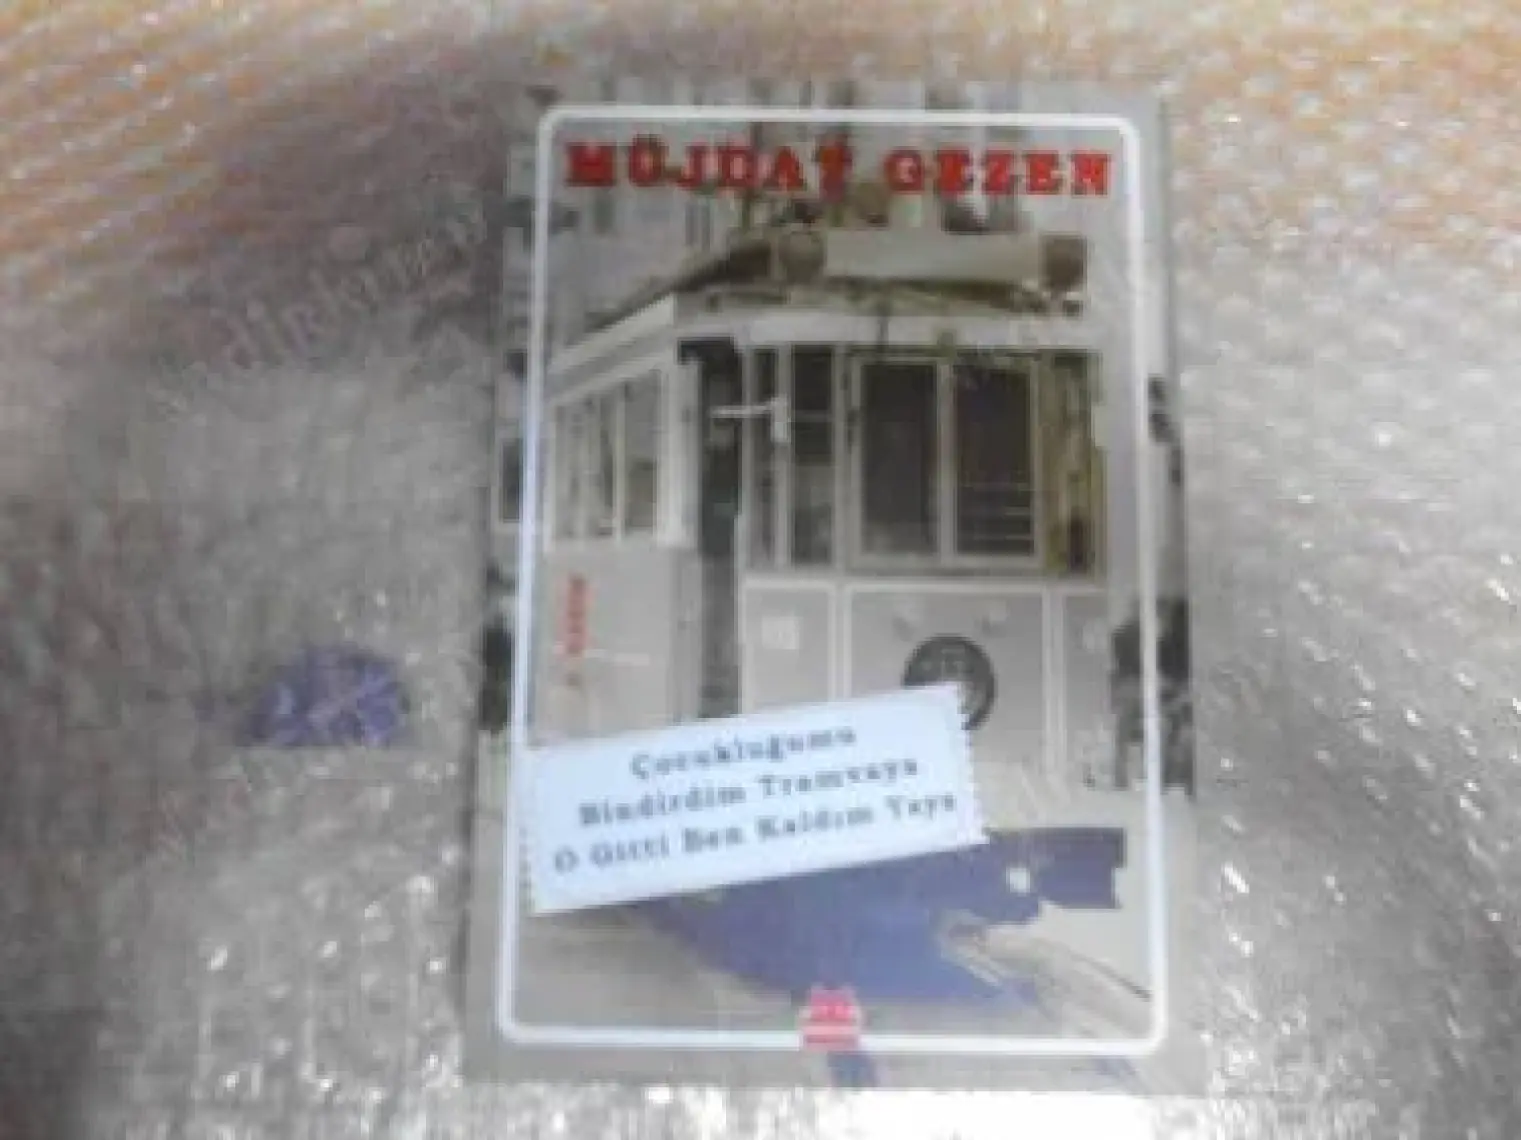 MÜJDAT GEZEN
Çocukluğumu
Bindirdim Tramvaya
O Gitti Ben Kaldım Yaya